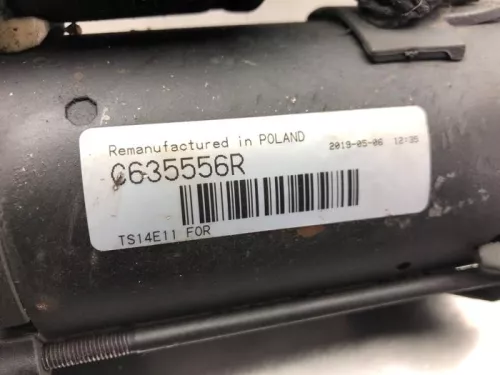 Remanufactured in POLAND 2019-05-06 12:35
C635556R
TS14E11 FOR